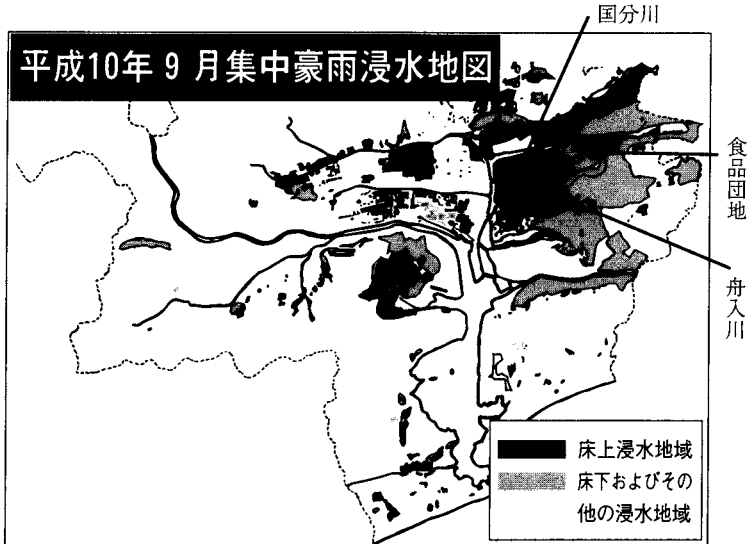 国分川
平成10年9月集中豪雨浸水地図
食品団地
舟入川
床上浸水地域
床下およびその
他の浸水地域